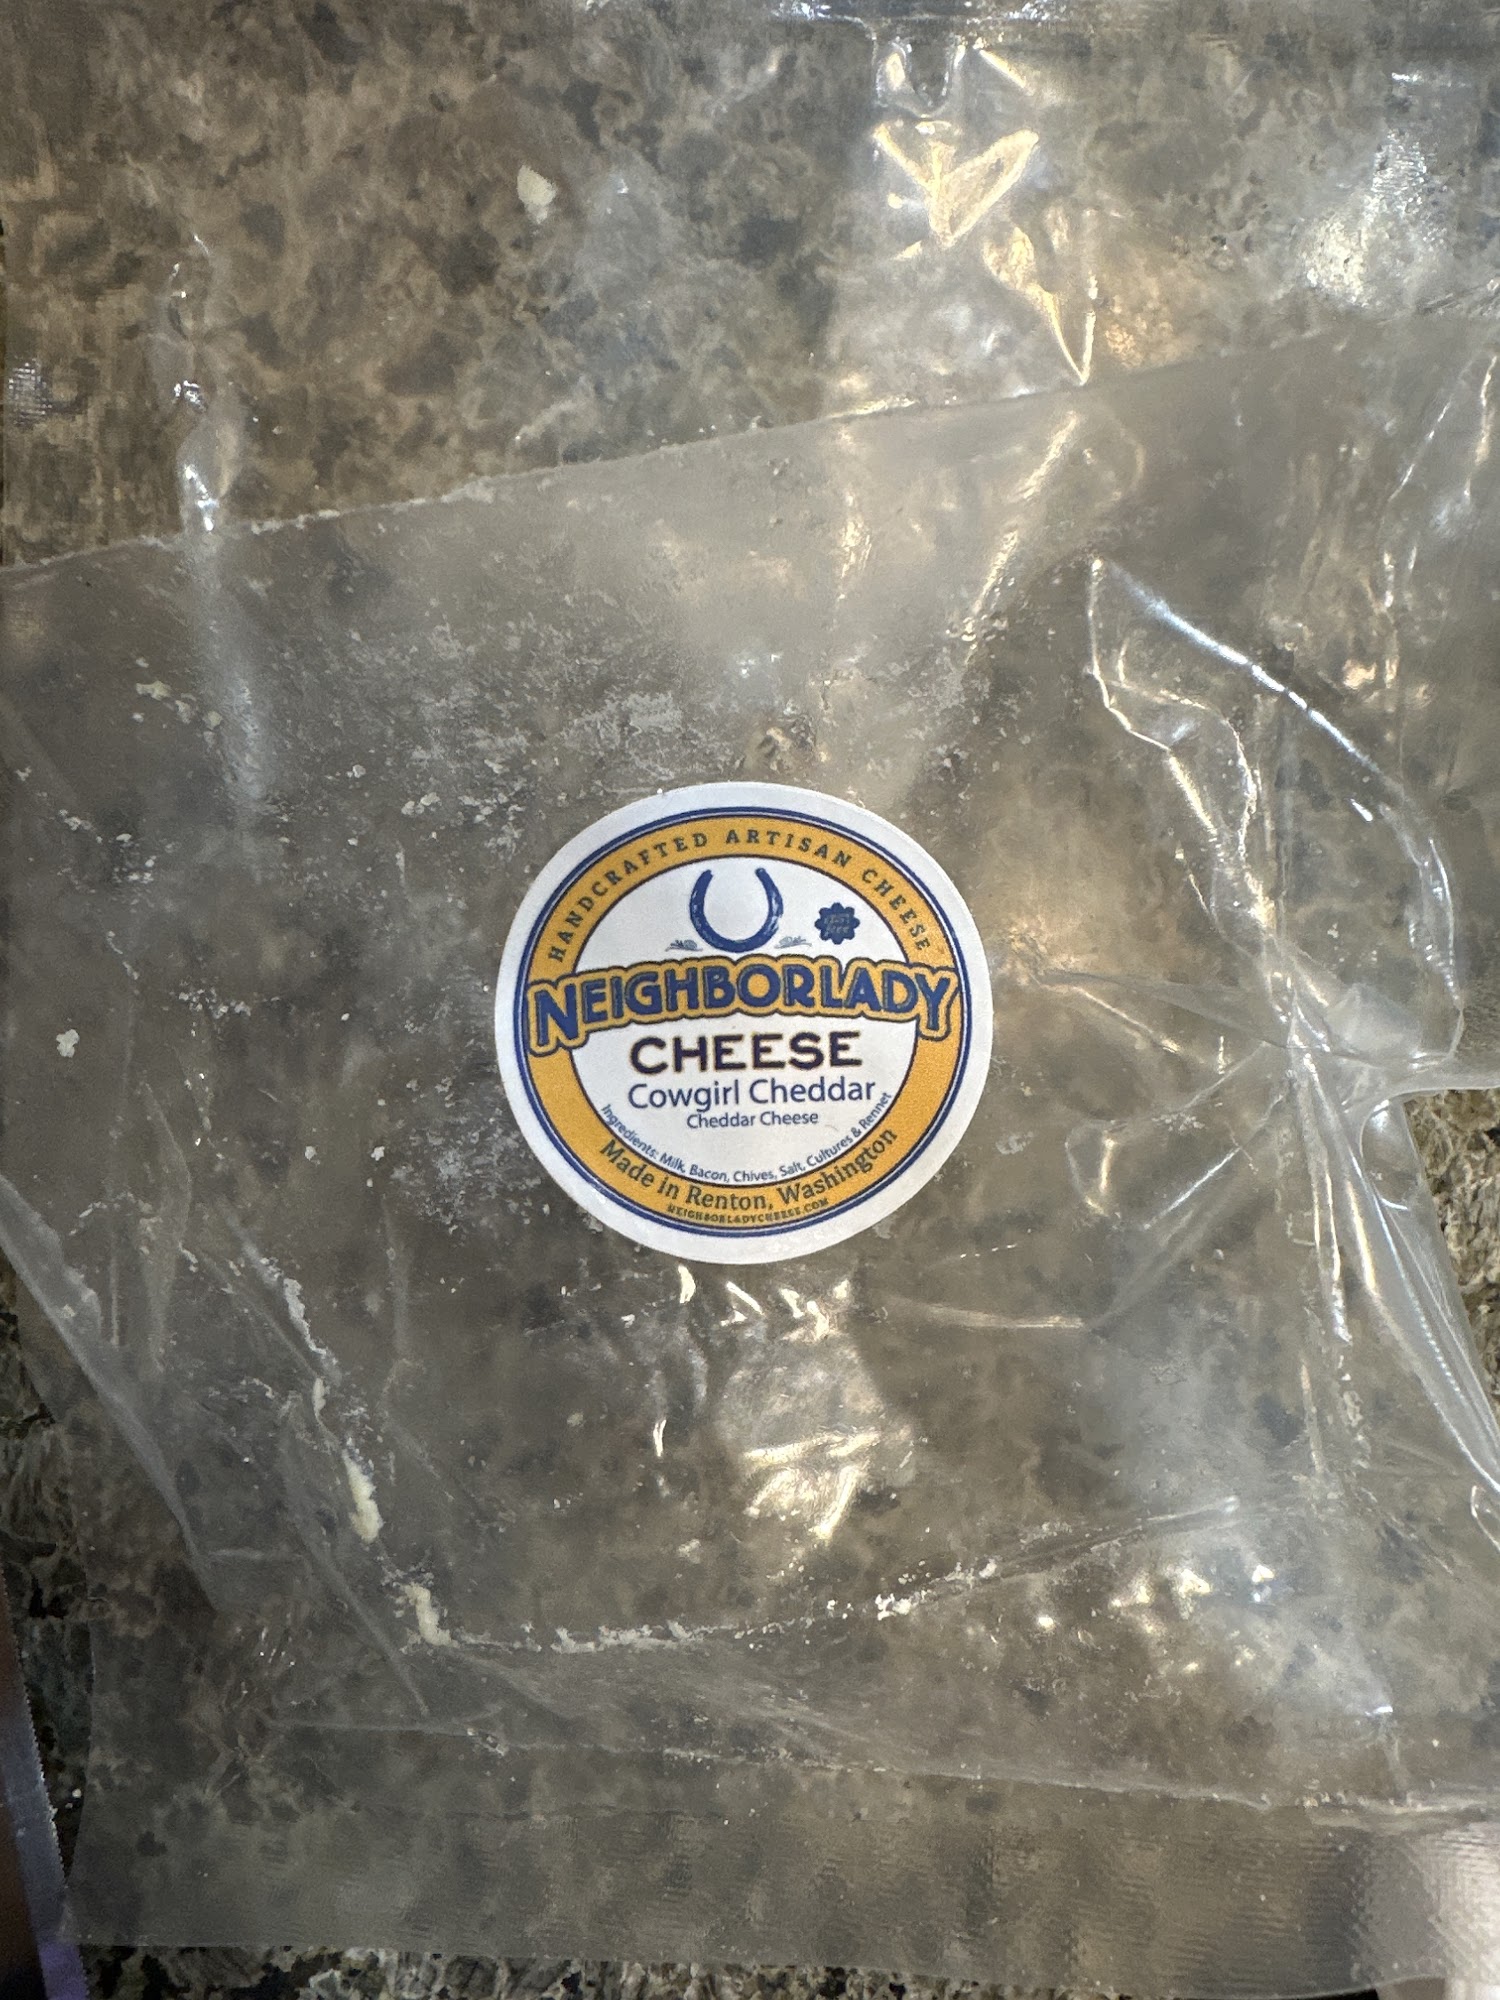 HANDCRAFTED ARTISAN CHEESE
NEIGHBORLADY
CHEESE
Cowgirl Cheddar
Cheddar Cheese
Ingredients: Milk, Bacon, Chives, Salt, Cultures & Rennet
Made in Renton, Washington
NEIGHBORLADYCHEESE.COM